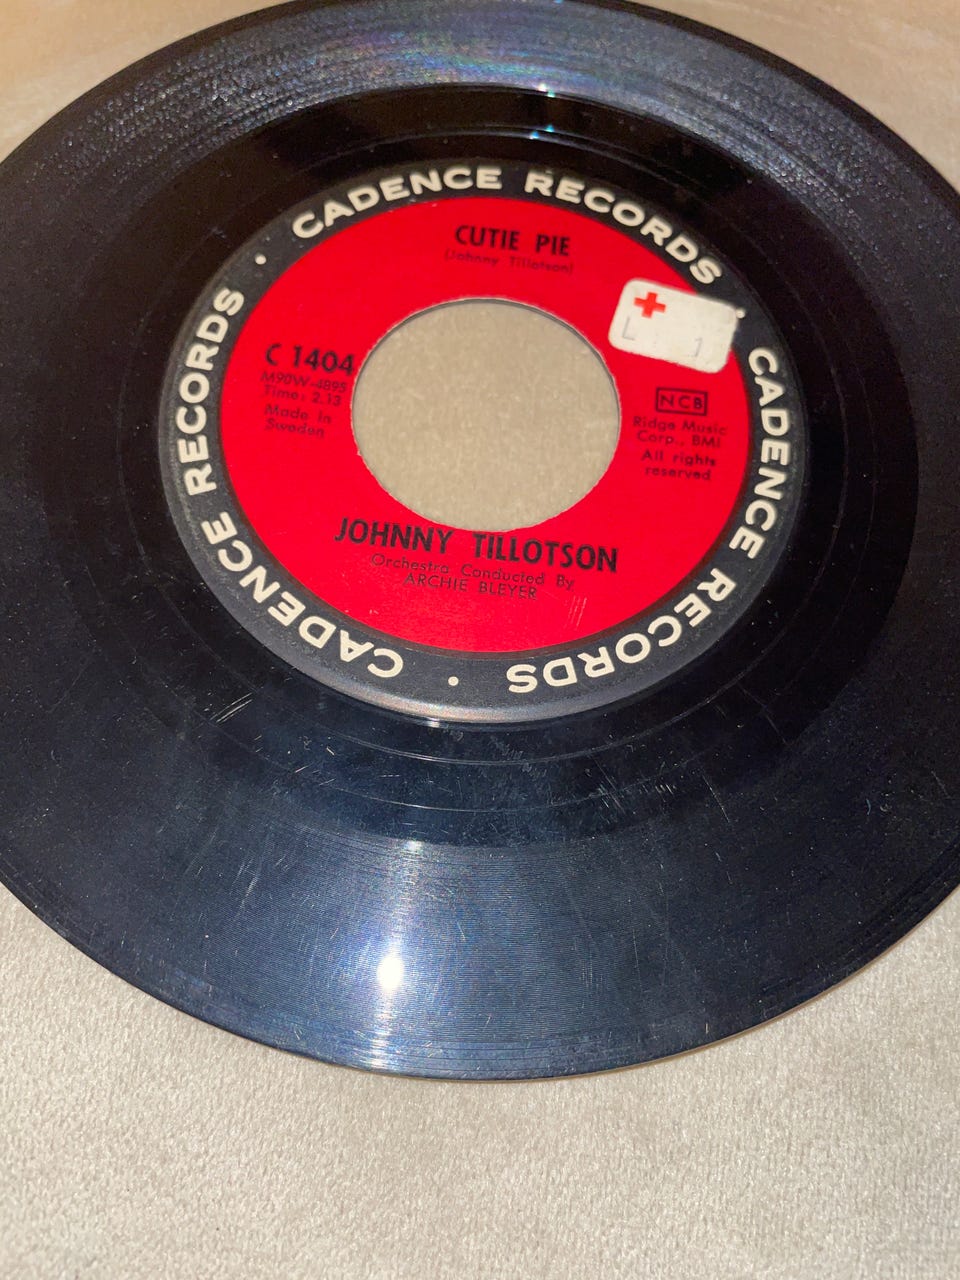 CADENCE RECORDS · CADENCE RECORDS · CADENCE RECORDS ·
CUTIE PIE
(Johnny Tillotson)
L 1
C 1404
M90W-4895
Time: 2.13
Made In
Sweden
NCB
Ridge Music
Corp., BMI
All rights
reserved
JOHNNY TILLOTSON
Orchestra Conducted By
ARCHIE BLEYER